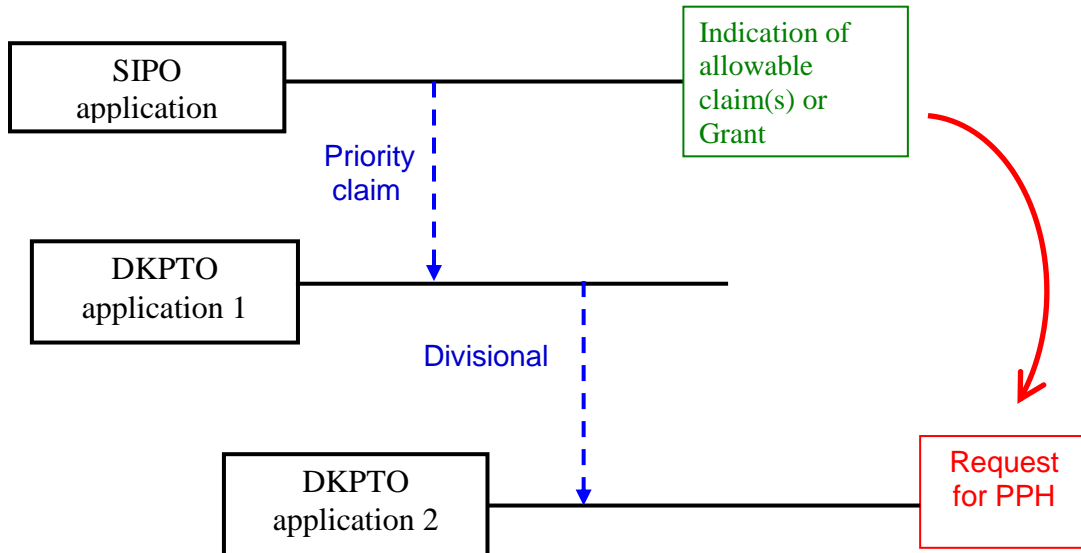 SIPO
application
Indication of
allowable
claim(s) or
Grant
Priority
claim
DKPTO
application 1
Divisional
DKPTO
application 2
Request
for PPH